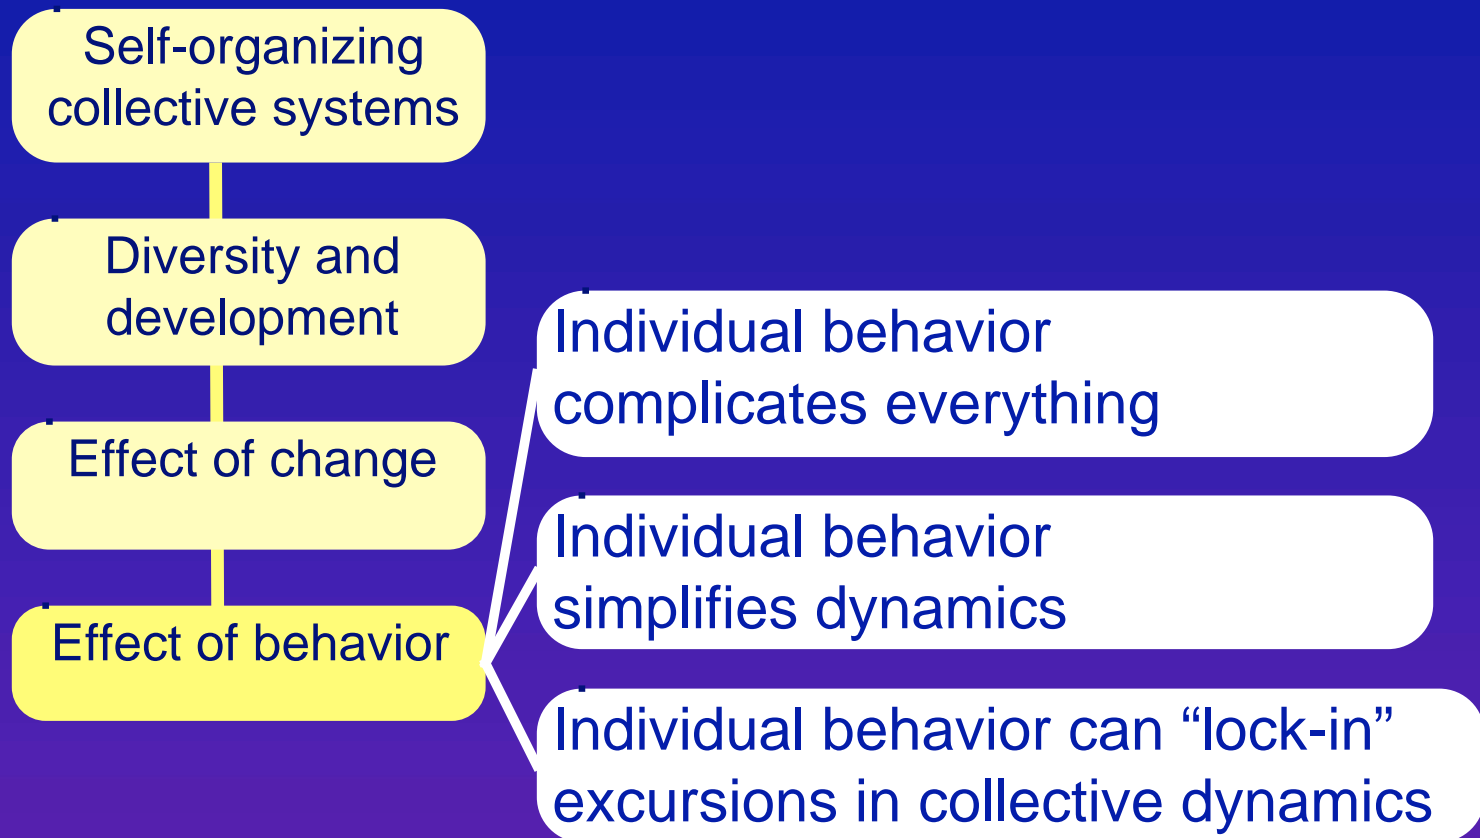 Self-organizing
collective systems
Diversity and
development
Effect of change
Effect of behavior
Individual behavior
complicates everything
Individual behavior
simplifies dynamics
Individual behavior can “lock-in”
excursions in collective dynamics